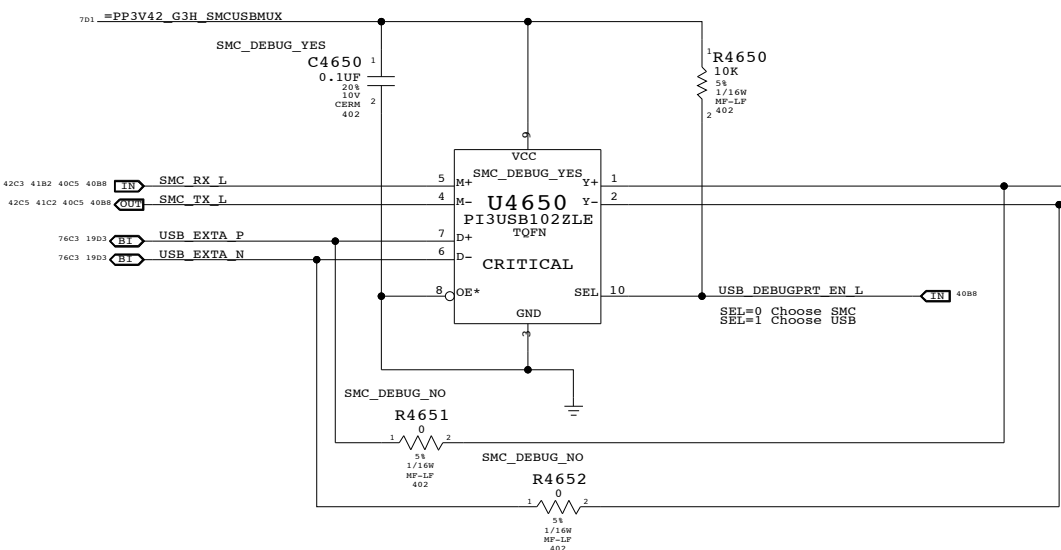 7D1 =PP3V42_G3H_SMCUSBMUX
SMC_DEBUG_YES
C4650
1
0.1UF
20%
10V
CERM
402
2
1
R4650
10K
5%
1/16W
MF-LF
402
2
9
VCC
SMC_DEBUG_YES
U4650
PI3USB102ZLE
TQFN
CRITICAL
42C3 41B2 40C5 40B8 IN SMC_RX_L 5 M+ Y+ 1
42C5 41C2 40C5 40B8 OUT SMC_TX_L 4 M- Y- 2
76C3 19D3 BI USB_EXTA_P 7 D+
76C3 19D3 BI USB_EXTA_N 6 D-
8 OE* SEL 10 USB_DEBUGPRT_EN_L IN 40B8
SEL=0 Choose SMC
SEL=1 Choose USB
GND
3
SMC_DEBUG_NO
R4651
1 0 2
5%
1/16W
MF-LF
402
SMC_DEBUG_NO
R4652
1 0 2
5%
1/16W
MF-LF
402